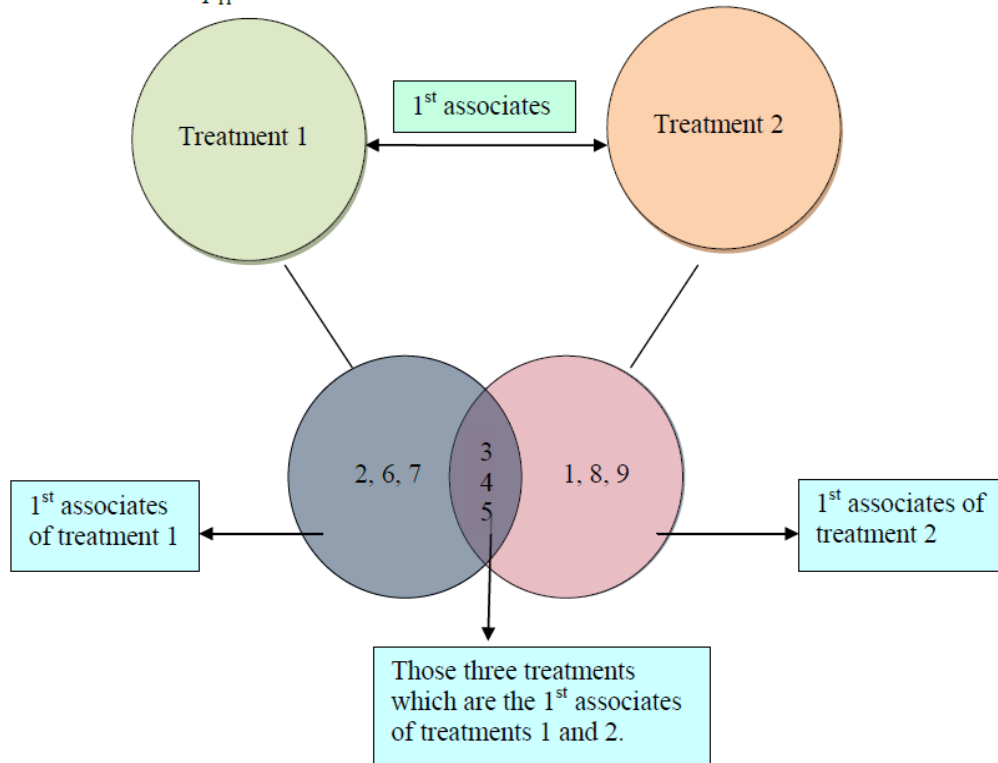 1st associates
Treatment 1
Treatment 2
2, 6, 7
3
4
5
1, 8, 9
1st associates
of treatment 1
1st associates of
treatment 2
Those three treatments
which are the 1st associates
of treatments 1 and 2.